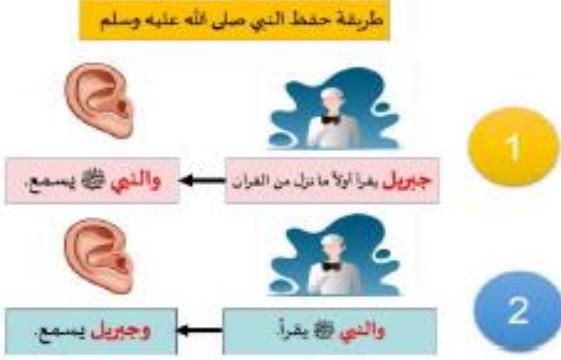 طريقة حفظ النبي صلى الله عليه وسلم
1
جبريل يقرأ أولاً ما نزل من القرآن
والنبي ﷺ يسمع.
2
والنبي ﷺ يقرأ.
وجبريل يسمع.